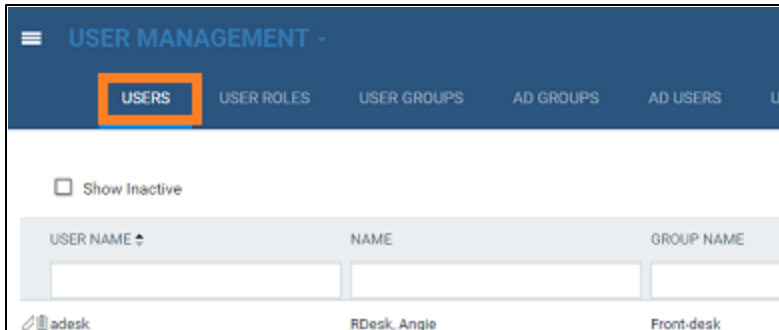 USER MANAGEMENT
USERS USER ROLES USER GROUPS AD GROUPS AD USERS U
Show Inactive
USER NAME NAME GROUP NAME
adesk RDesk, Angie Front-desk